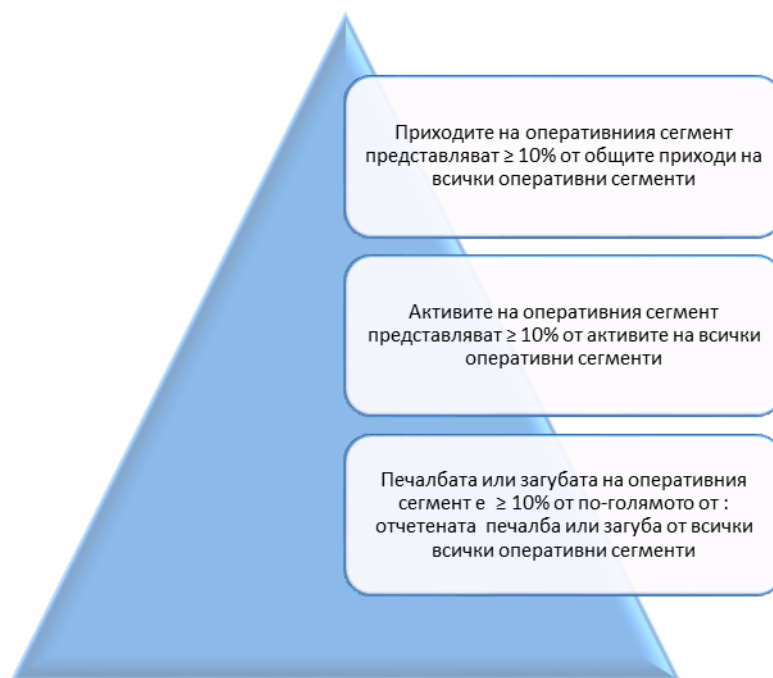 Приходите на оперативниия сегмент
представляват ≥ 10% от общите приходи на
всички оперативни сегменти
Активите на оперативния сегмент
представляват ≥ 10% от активите на всички
оперативни сегменти
Печалбата или загубата на оперативния
сегмент е ≥ 10% от по-голямото от :
отчетената печалба или загуба от всички
всички оперативни сегменти